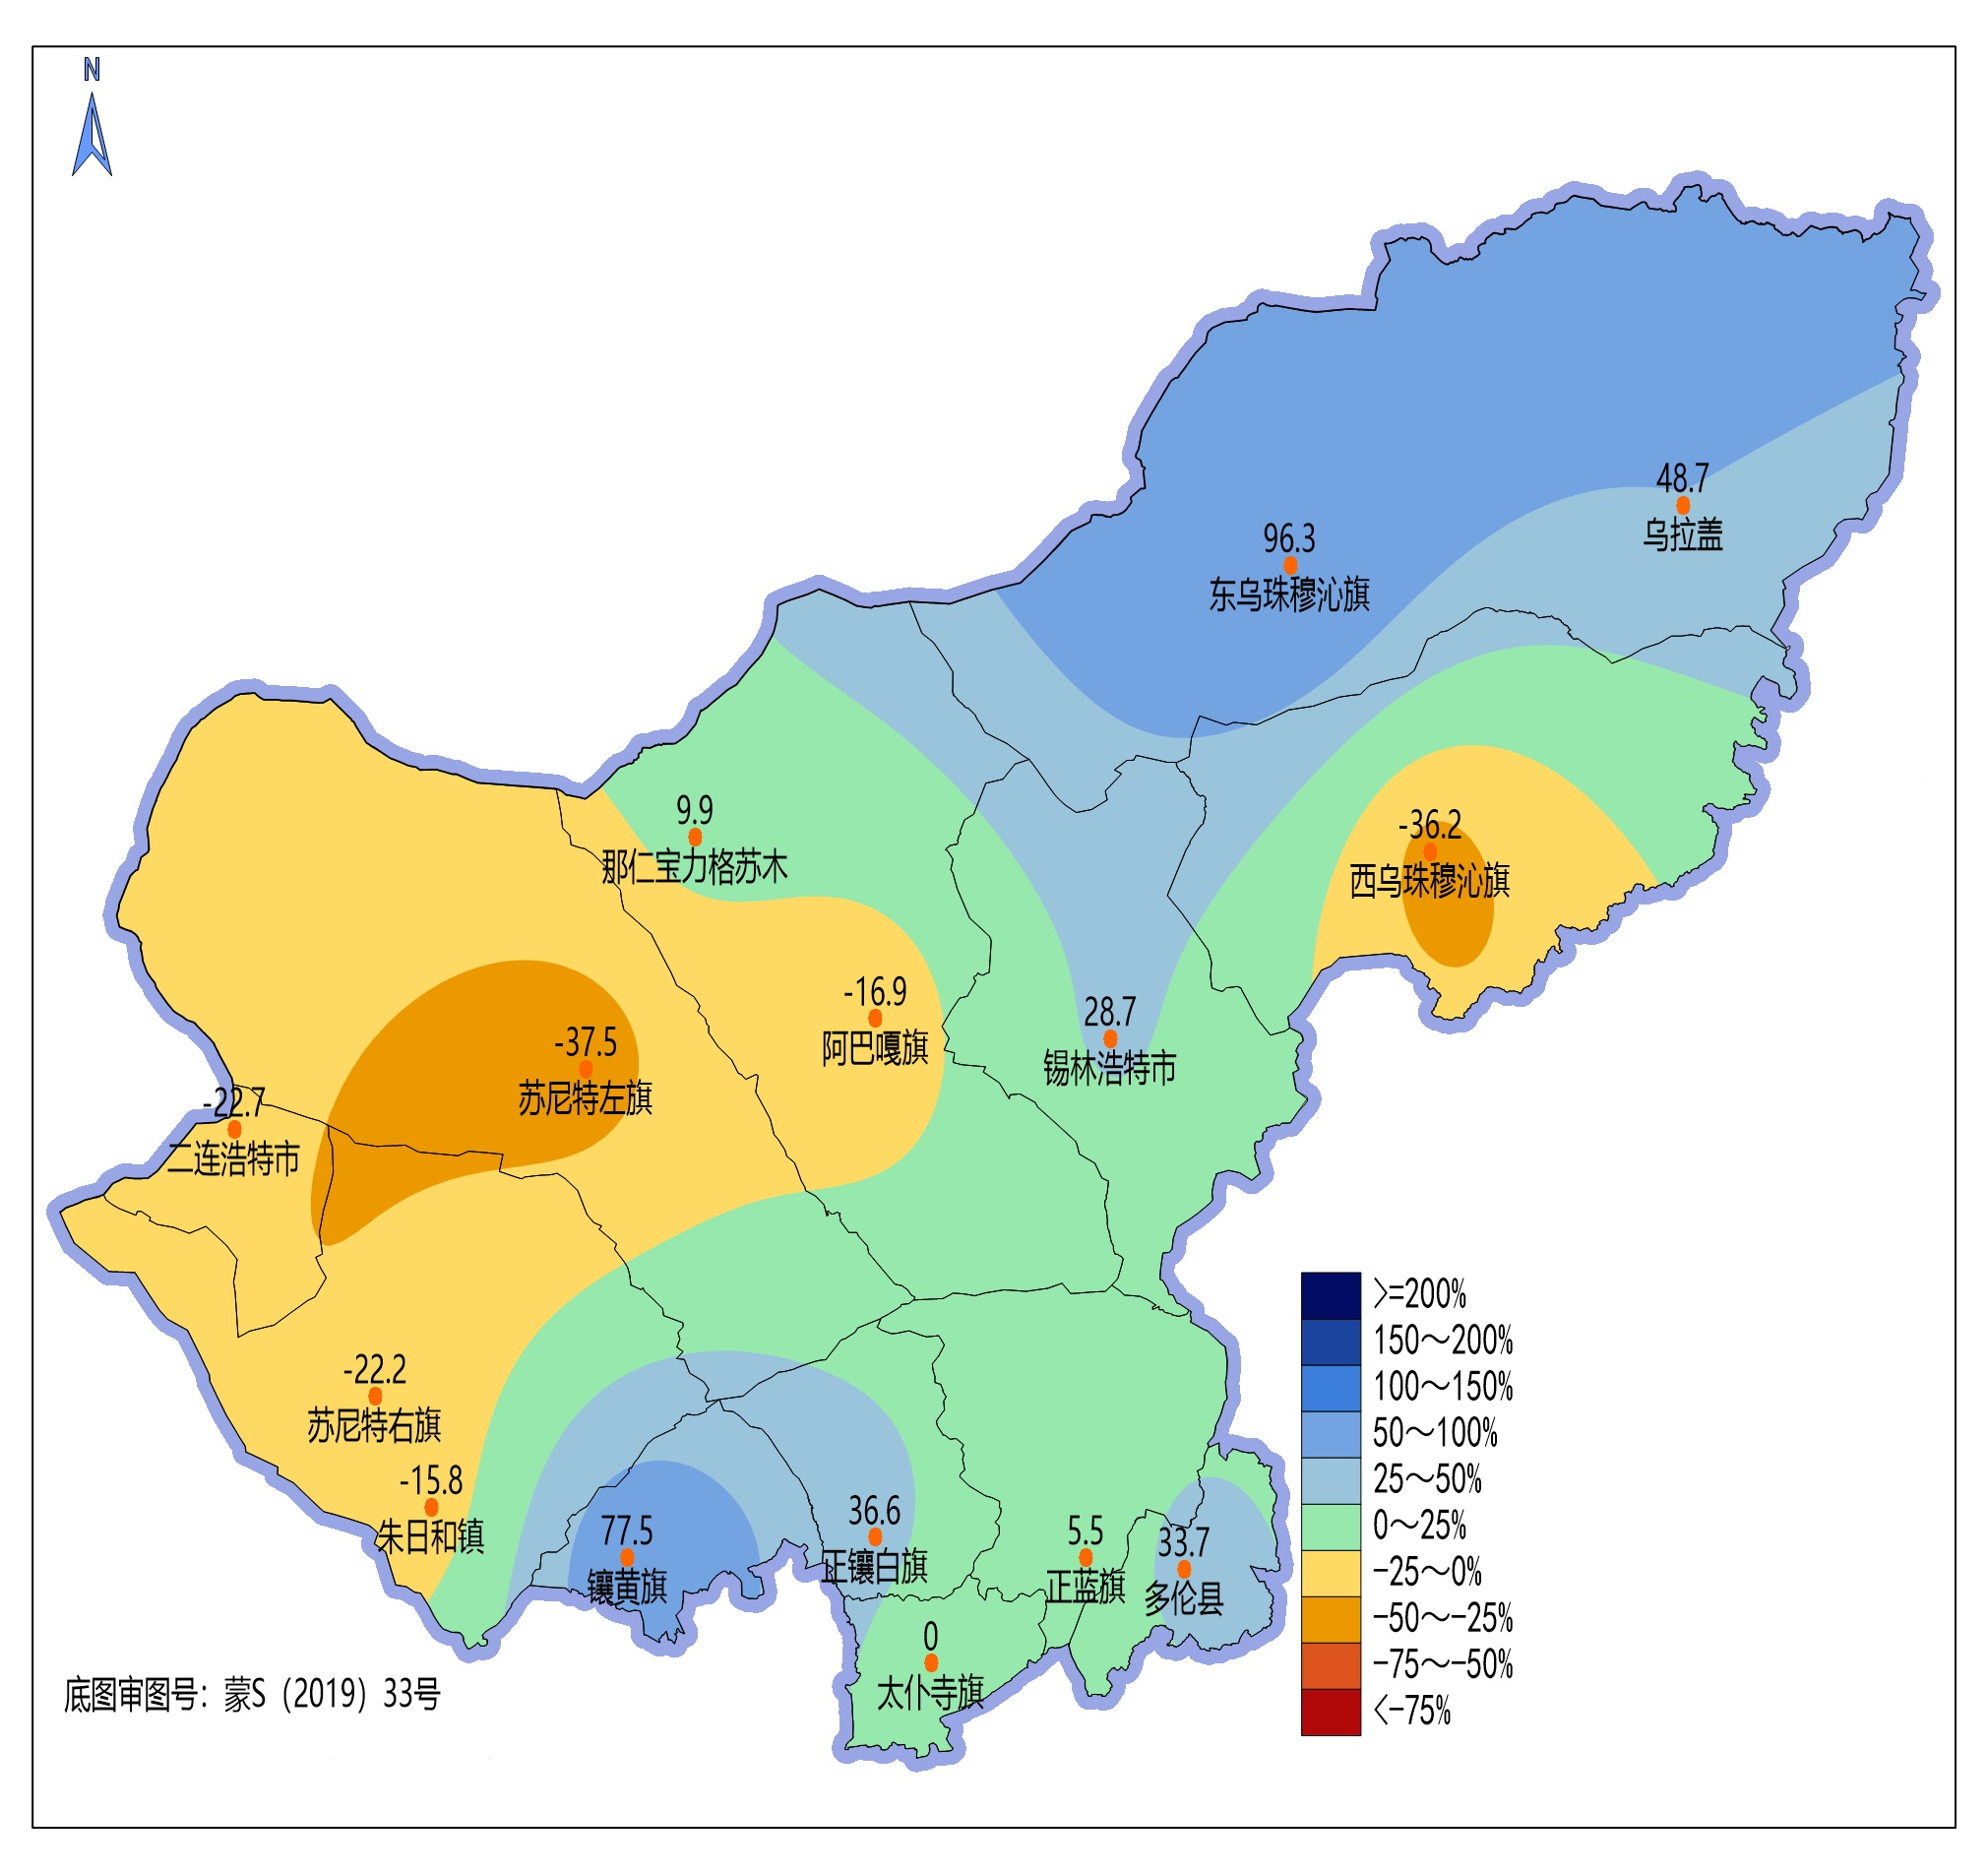 N
48.7
乌拉盖
96.3
东乌珠穆沁旗
9.9
那仁宝力格苏木
-36.2
西乌珠穆沁旗
-16.9
阿巴嘎旗
28.7
锡林浩特市
-37.5
苏尼特左旗
-22.7
二连浩特市
-22.2
苏尼特右旗
-15.8
朱日和镇
77.5
镶黄旗
36.6
正镶白旗
5.5
正蓝旗
33.7
多伦县
0
太仆寺旗
>=200%
150~200%
100~150%
50~100%
25~50%
0~25%
-25~0%
-50~-25%
-75~-50%
<-75%
底图审图号：蒙S（2019）33号